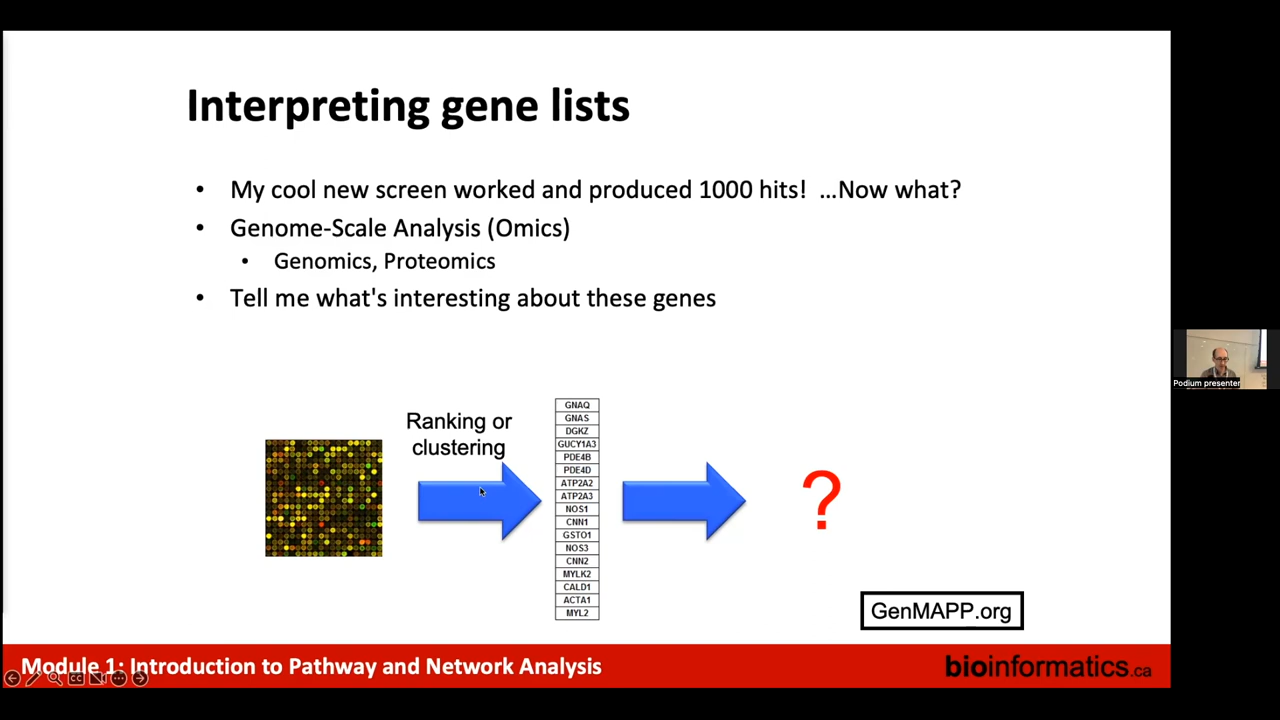 Interpreting gene lists
• My cool new screen worked and produced 1000 hits!  ...Now what?
• Genome-Scale Analysis (Omics)
• Genomics, Proteomics
• Tell me what's interesting about these genes
Ranking or
clustering
GNAQ
GNAS
DGKZ
GUCY1A3
PDE4B
PDE4D
ATP2A2
ATP2A3
NOS1
CNN1
GSTO1
NOS3
CNN2
MYLK2
CALD1
ACTA1
MYL2
?
GenMAPP.org
Podium presenter
Module 1: Introduction to Pathway and Network Analysis
bioinformatics.ca
CC